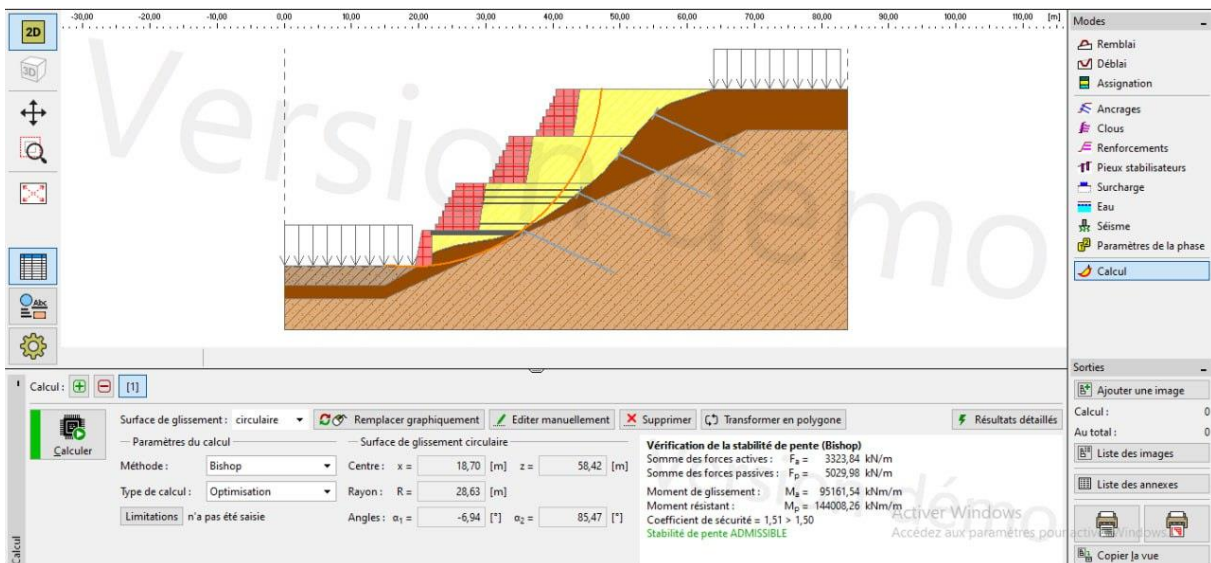 -30,00 -20,00 -10,00 0,00 10,00 20,00 30,00 40,00 50,00 60,00 70,00 80,00 90,00 100,00 110,00 [m]
2D
3D
Abc
Version démo
Modes
Remblai
Déblai
Assignation
Ancrages
Clous
Renforcements
Pieux stabilisateurs
Surcharge
Eau
Séisme
Paramètres de la phase
Calcul
Calcul : [1]
Calculer
Surface de glissement : circulaire Remplacer graphiquement Editer manuellement Supprimer Transformer en polygone Résultats détaillés
Paramètres du calcul
Méthode : Bishop
Type de calcul : Optimisation
Limitations n'a pas été saisie
Surface de glissement circulaire
Centre : x = 18,70 [m] z = 58,42 [m]
Rayon : R = 28,63 [m]
Angles : α1 = -6,94 [°] α2 = 85,47 [°]
Vérification de la stabilité de pente (Bishop)
Somme des forces actives : Fa = 3323,84 kN/m
Somme des forces passives : Fp = 5029,98 kN/m
Moment de glissement : Ma = 95161,54 kNm/m
Moment résistant : Mp = 144008,26 kNm/m
Coefficient de sécurité = 1,51 > 1,50
Stabilité de pente ADMISSIBLE
version démo
Activer Windows
Accédez aux paramètres pour activer Windows.
Calcul
Sorties
Ajouter une image
Calcul : 0
Au total : 0
Liste des images
Liste des annexes
Copier la vue